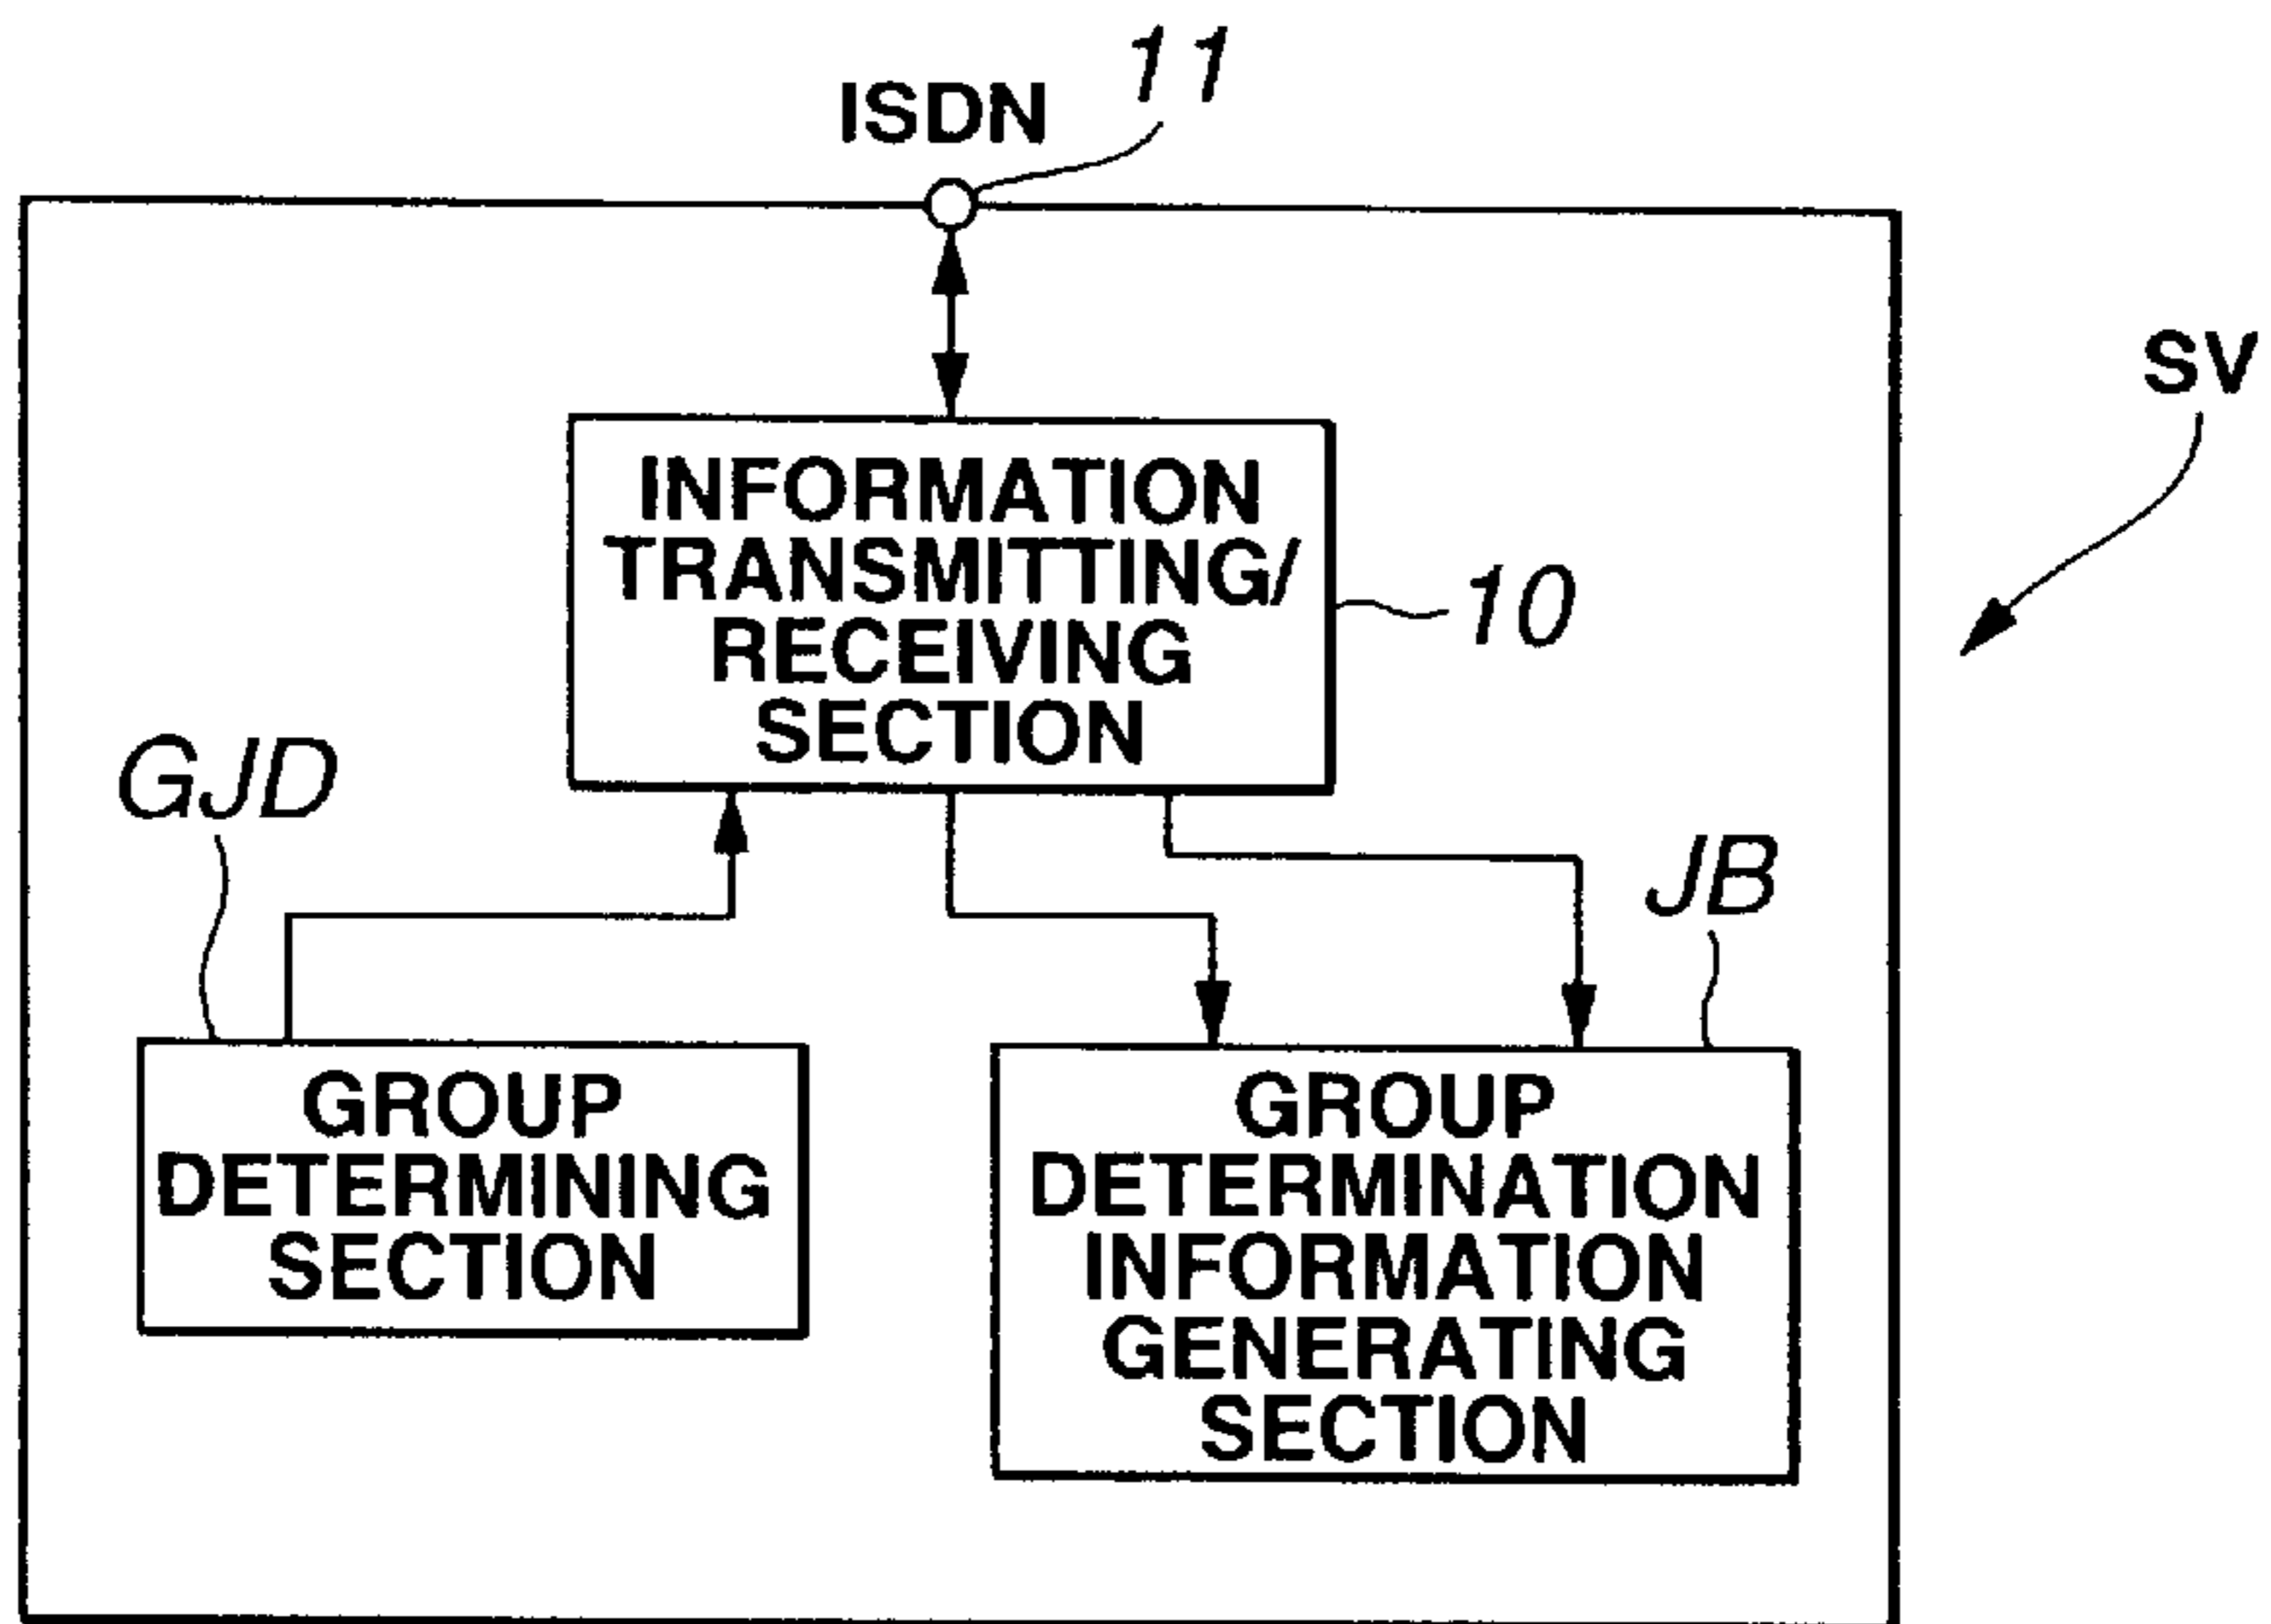 11
ISDN
SV
INFORMATION
TRANSMITTING/
RECEIVING
SECTION
10
GJD
JB
GROUP
DETERMINING
SECTION
GROUP
DETERMINATION
INFORMATION
GENERATING
SECTION